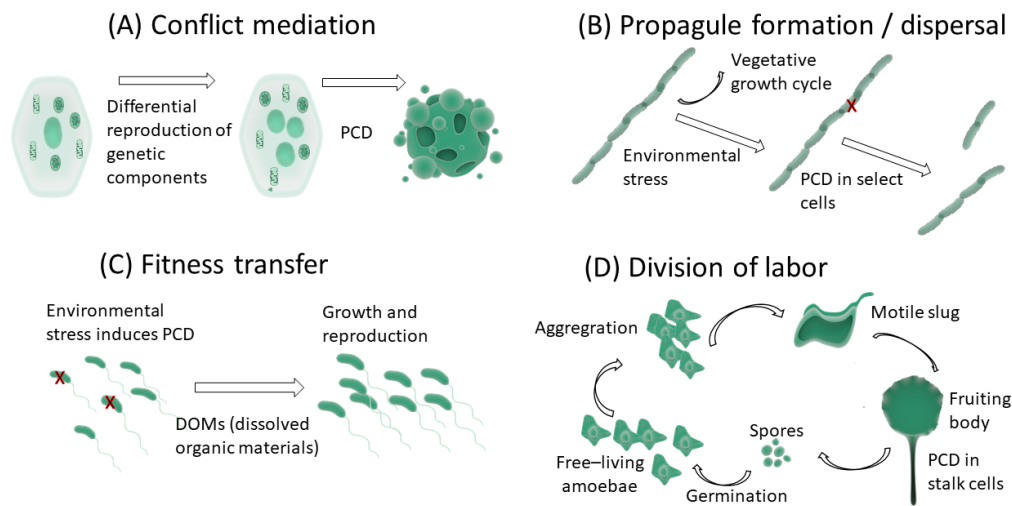 (A) Conflict mediation
Differential
reproduction of
genetic
components
PCD
(B) Propagule formation / dispersal
Vegetative
growth cycle
X
Environmental
stress
PCD in select
cells
(C) Fitness transfer
Environmental
stress induces PCD
X
X
DOMs (dissolved
organic materials)
Growth and
reproduction
(D) Division of labor
Aggregration
Motile slug
Fruiting
body
PCD in
stalk cells
Spores
Germination
Free–living
amoebae